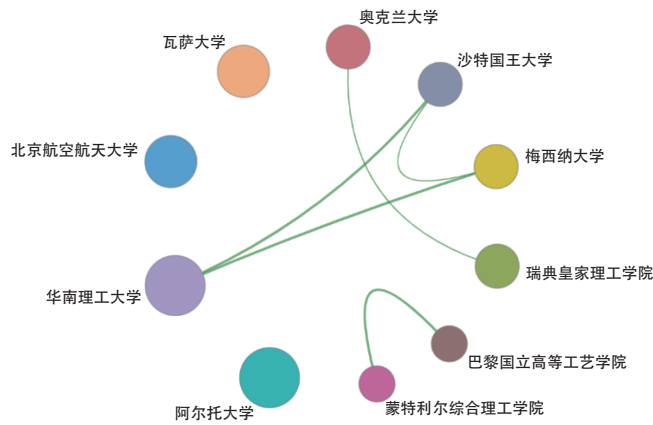 奥克兰大学
瓦萨大学
沙特国王大学
北京航空航天大学
梅西纳大学
瑞典皇家理工学院
华南理工大学
巴黎国立高等工艺学院
阿尔托大学
蒙特利尔综合理工学院